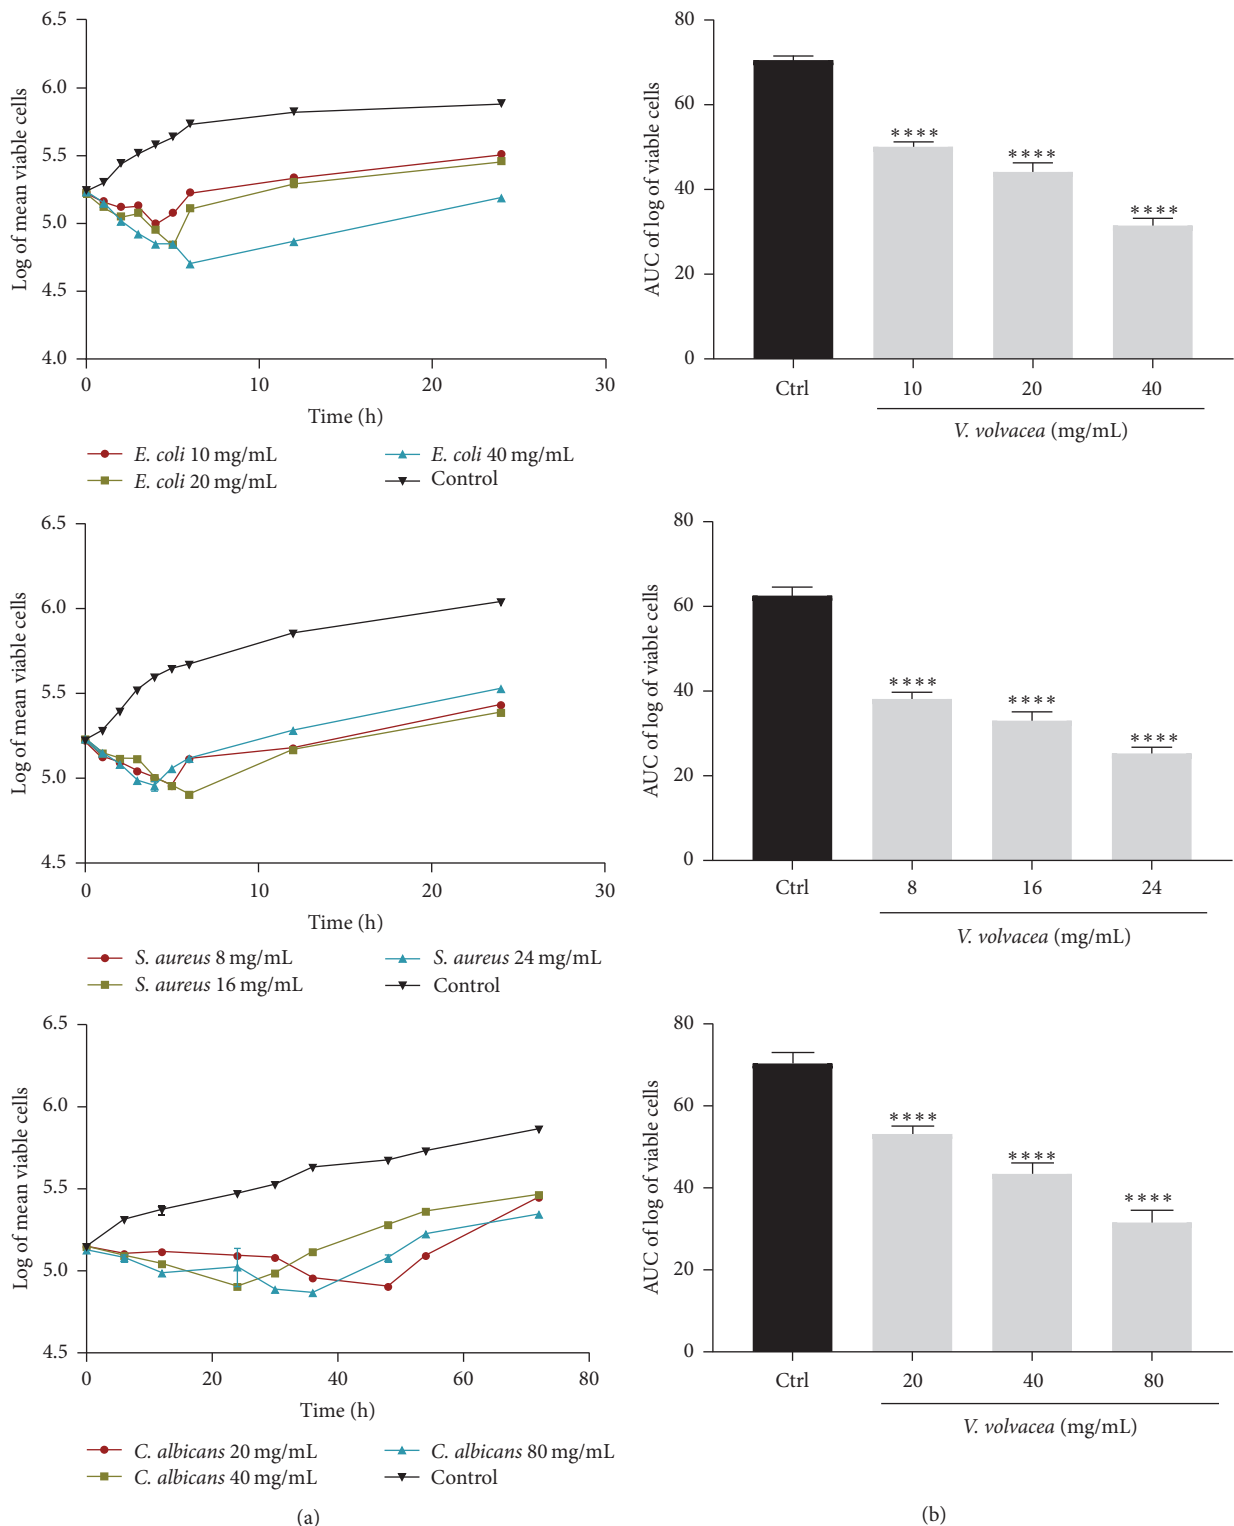 6.5
6.0
5.5
5.0
4.5
4.0
Log of mean viable cells
0 10 20 30
Time (h)
E. coli 10 mg/mL
E. coli 20 mg/mL
E. coli 40 mg/mL
Control
80
60
40
20
0
AUC of log of viable cells
****
****
****
Ctrl 10 20 40
V. volvacea (mg/mL)
6.5
6.0
5.5
5.0
4.5
Log of mean viable cells
0 10 20 30
Time (h)
S. aureus 8 mg/mL
S. aureus 16 mg/mL
S. aureus 24 mg/mL
Control
80
60
40
20
0
AUC of log of viable cells
****
****
****
Ctrl 8 16 24
V. volvacea (mg/mL)
6.5
6.0
5.5
5.0
4.5
Log of mean viable cells
0 20 40 60 80
Time (h)
C. albicans 20 mg/mL
C. albicans 40 mg/mL
C. albicans 80 mg/mL
Control
(a)
80
60
40
20
0
AUC of log of viable cells
****
****
****
Ctrl 20 40 80
V. volvacea (mg/mL)
(b)